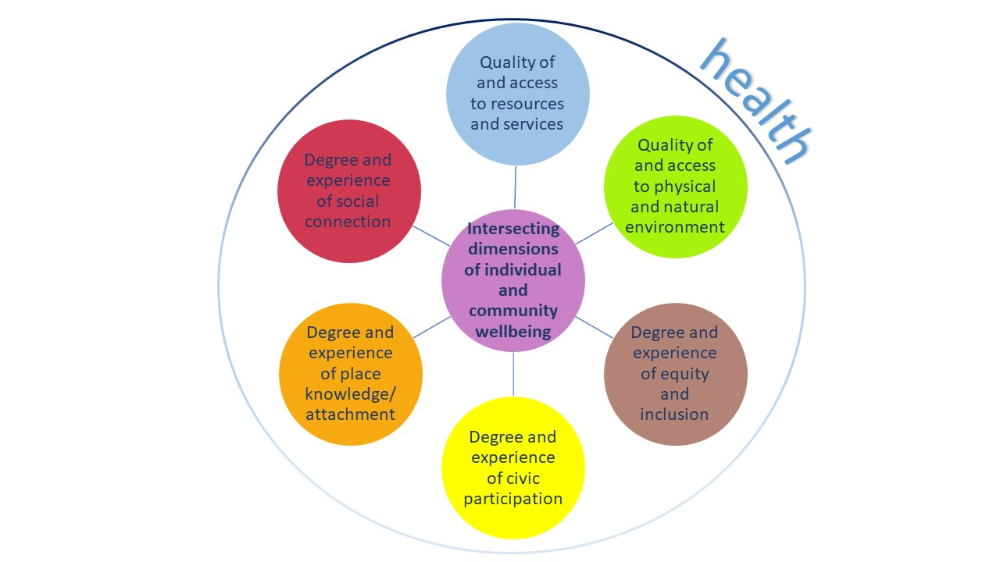 health
Quality of
and access
to resources
and services
Quality of
and access
to physical
and natural
environment
Degree and
experience
of equity
and
inclusion
Degree and
experience
of civic
participation
Degree and
experience
of place
knowledge/
attachment
Degree and
experience
of social
connection
Intersecting
dimensions
of individual
and
community
wellbeing